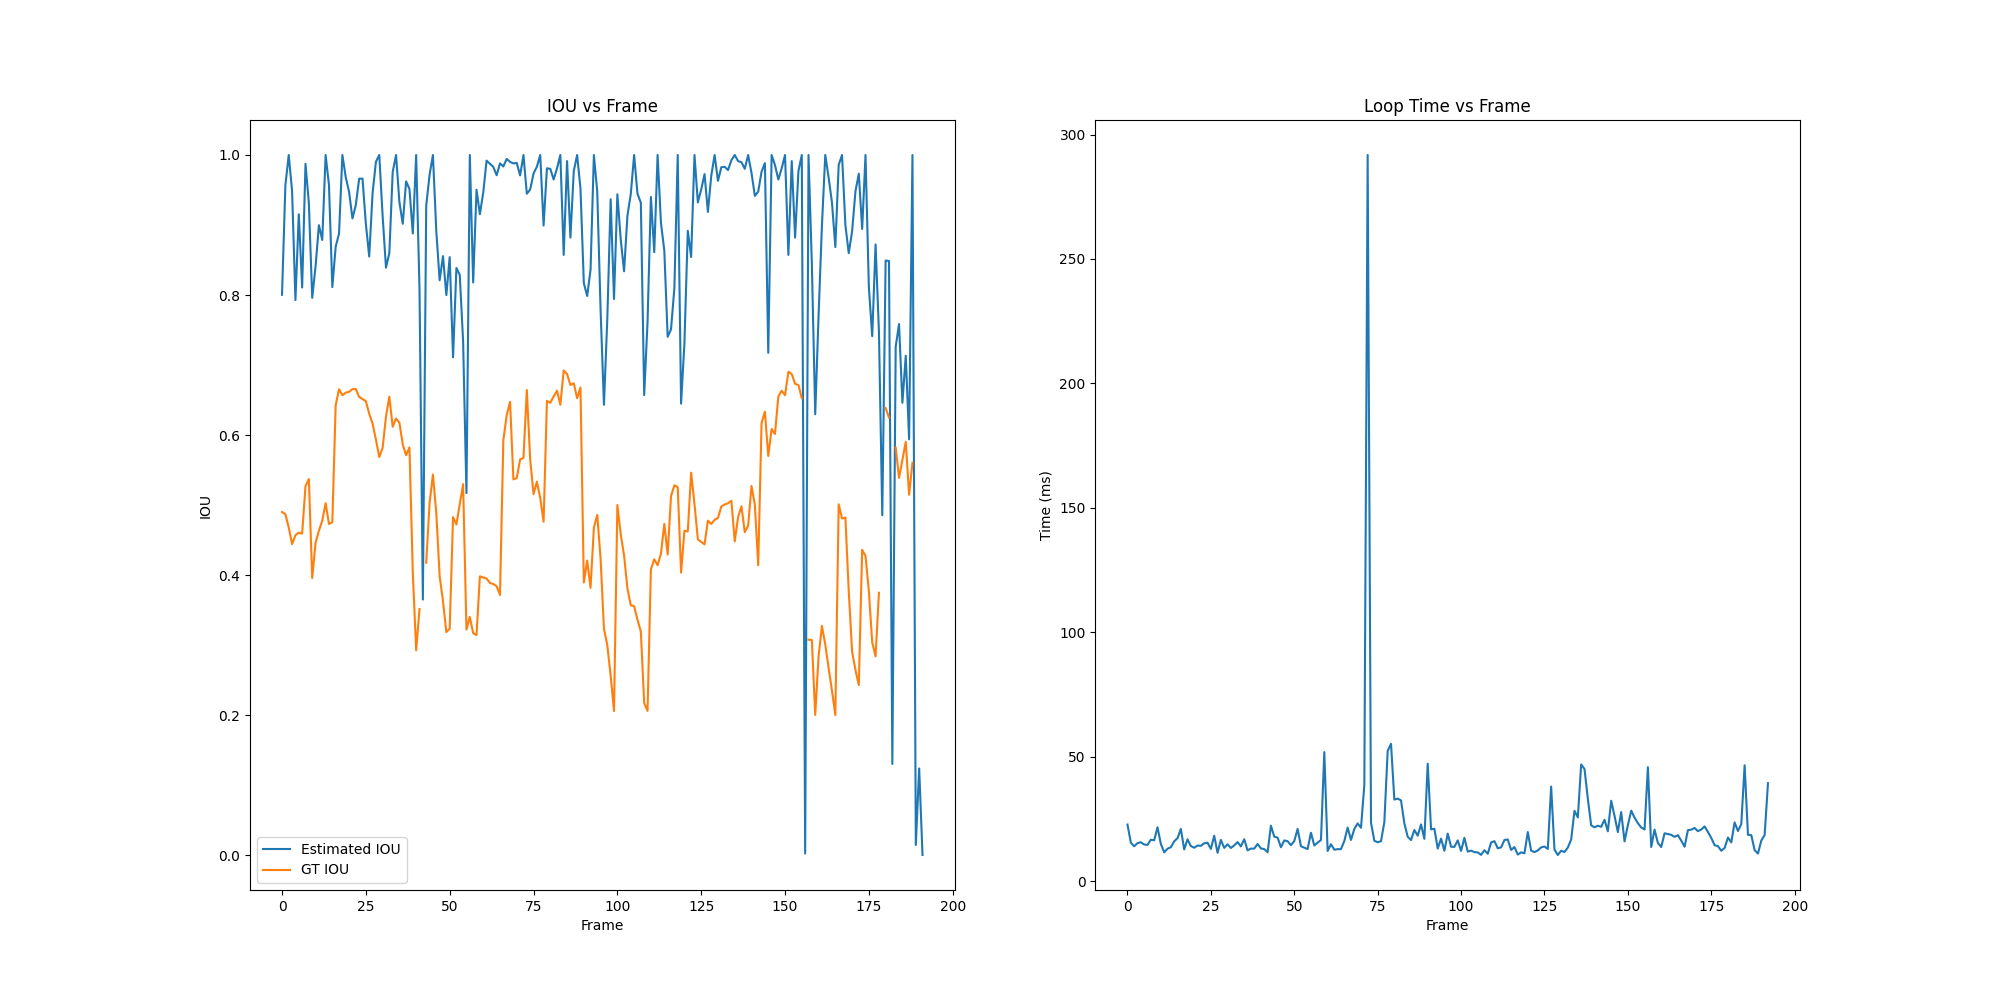 IOU vs Frame
1.0
0.8
0.6
0.4
0.2
0.0
IOU
Estimated IOU
GT IOU
0 25 50 75 100 125 150 175 200
Frame
Loop Time vs Frame
300
250
200
150
100
50
0
Time (ms)
0 25 50 75 100 125 150 175 200
Frame